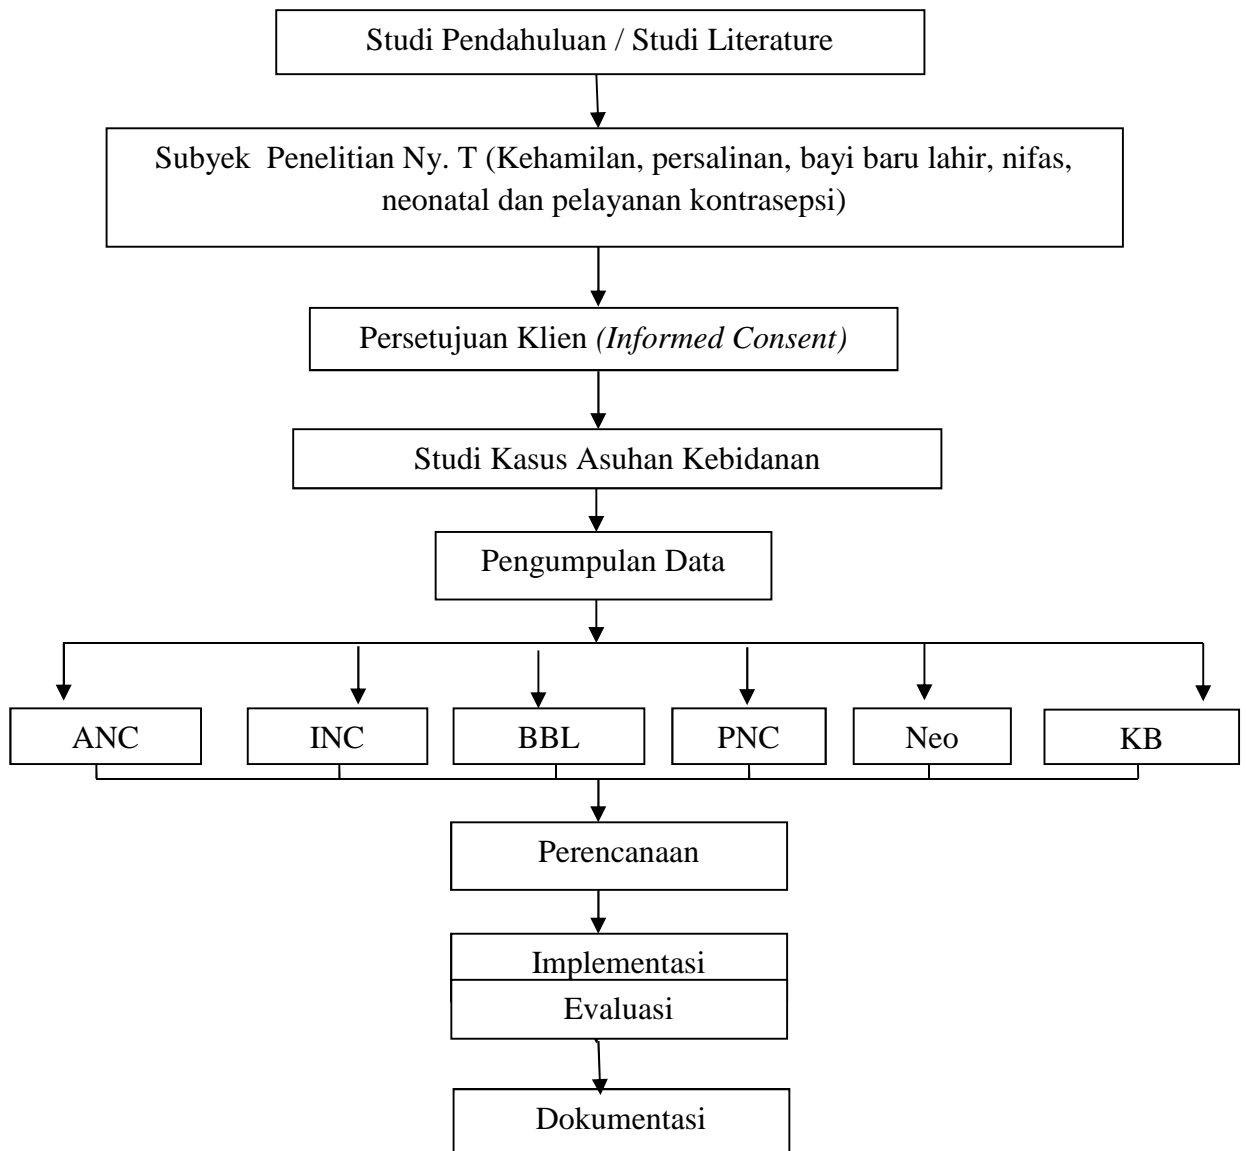 Studi Pendahuluan / Studi Literature
Subyek Penelitian Ny. T (Kehamilan, persalinan, bayi baru lahir, nifas,
neonatal dan pelayanan kontrasepsi)
Persetujuan Klien (Informed Consent)
Studi Kasus Asuhan Kebidanan
Pengumpulan Data
ANC INC BBL PNC Neo KB
Perencanaan
Implementasi
Evaluasi
Dokumentasi